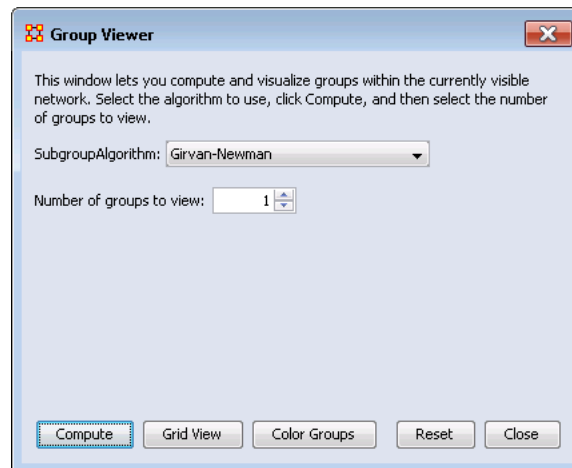 Group Viewer
This window lets you compute and visualize groups within the currently visible
network. Select the algorithm to use, click Compute, and then select the number
of groups to view.
SubgroupAlgorithm: Girvan-Newman
Number of groups to view: 1
Compute Grid View Color Groups Reset Close